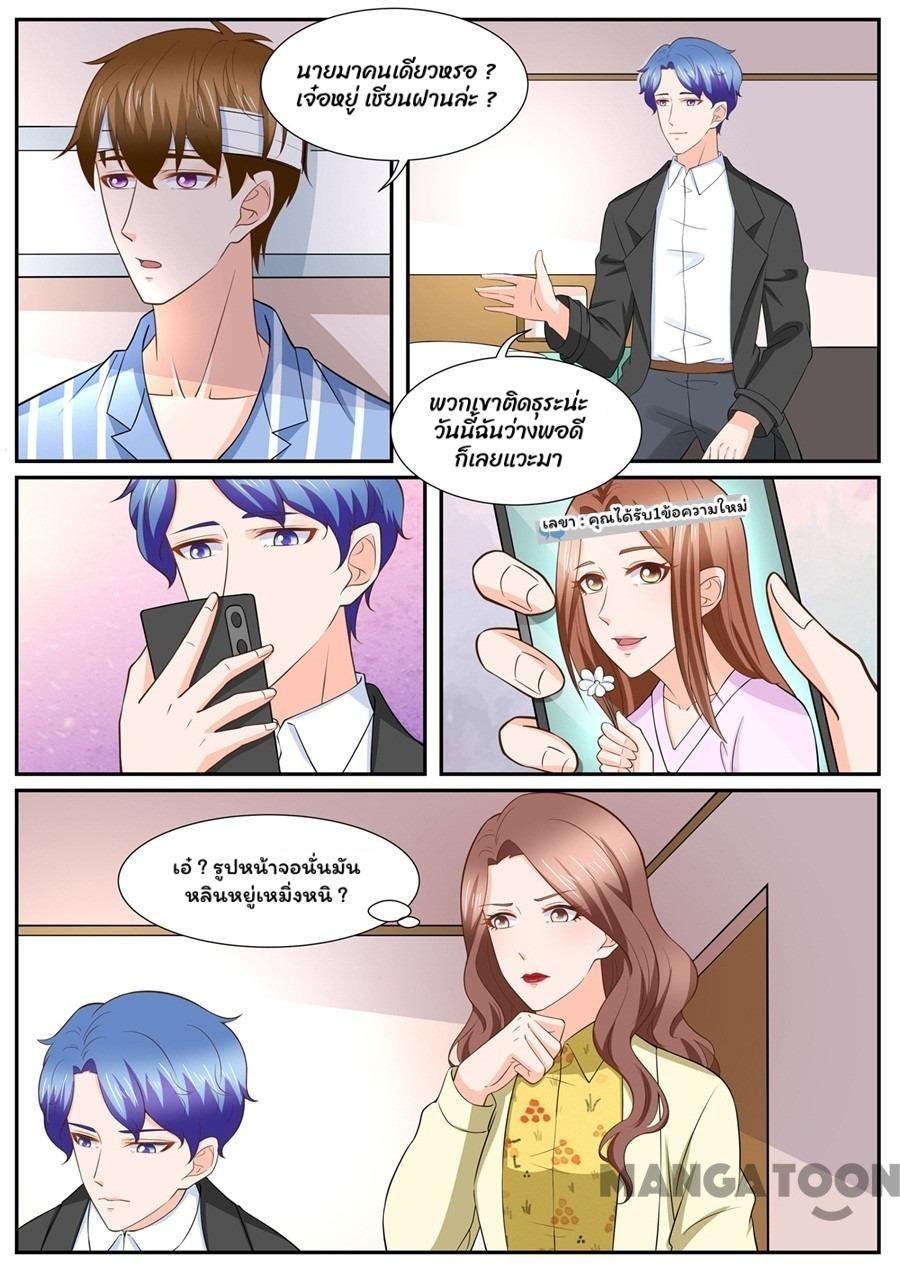 นายมาคนเดียวหรอ ?
เจ๋อหยู่ เชียนฝานล่ะ ?
พวกเขาติดธุระน่ะ
วันนี้ฉันว่างพอดี
ก็เลยแวะมา
เลขา : คุณได้รับ1ข้อความใหม่
เอ๋ ? รูปหน้าจอนั่นมัน
หลินหยู่เหมิ่งหนิ ?
MANGATOON